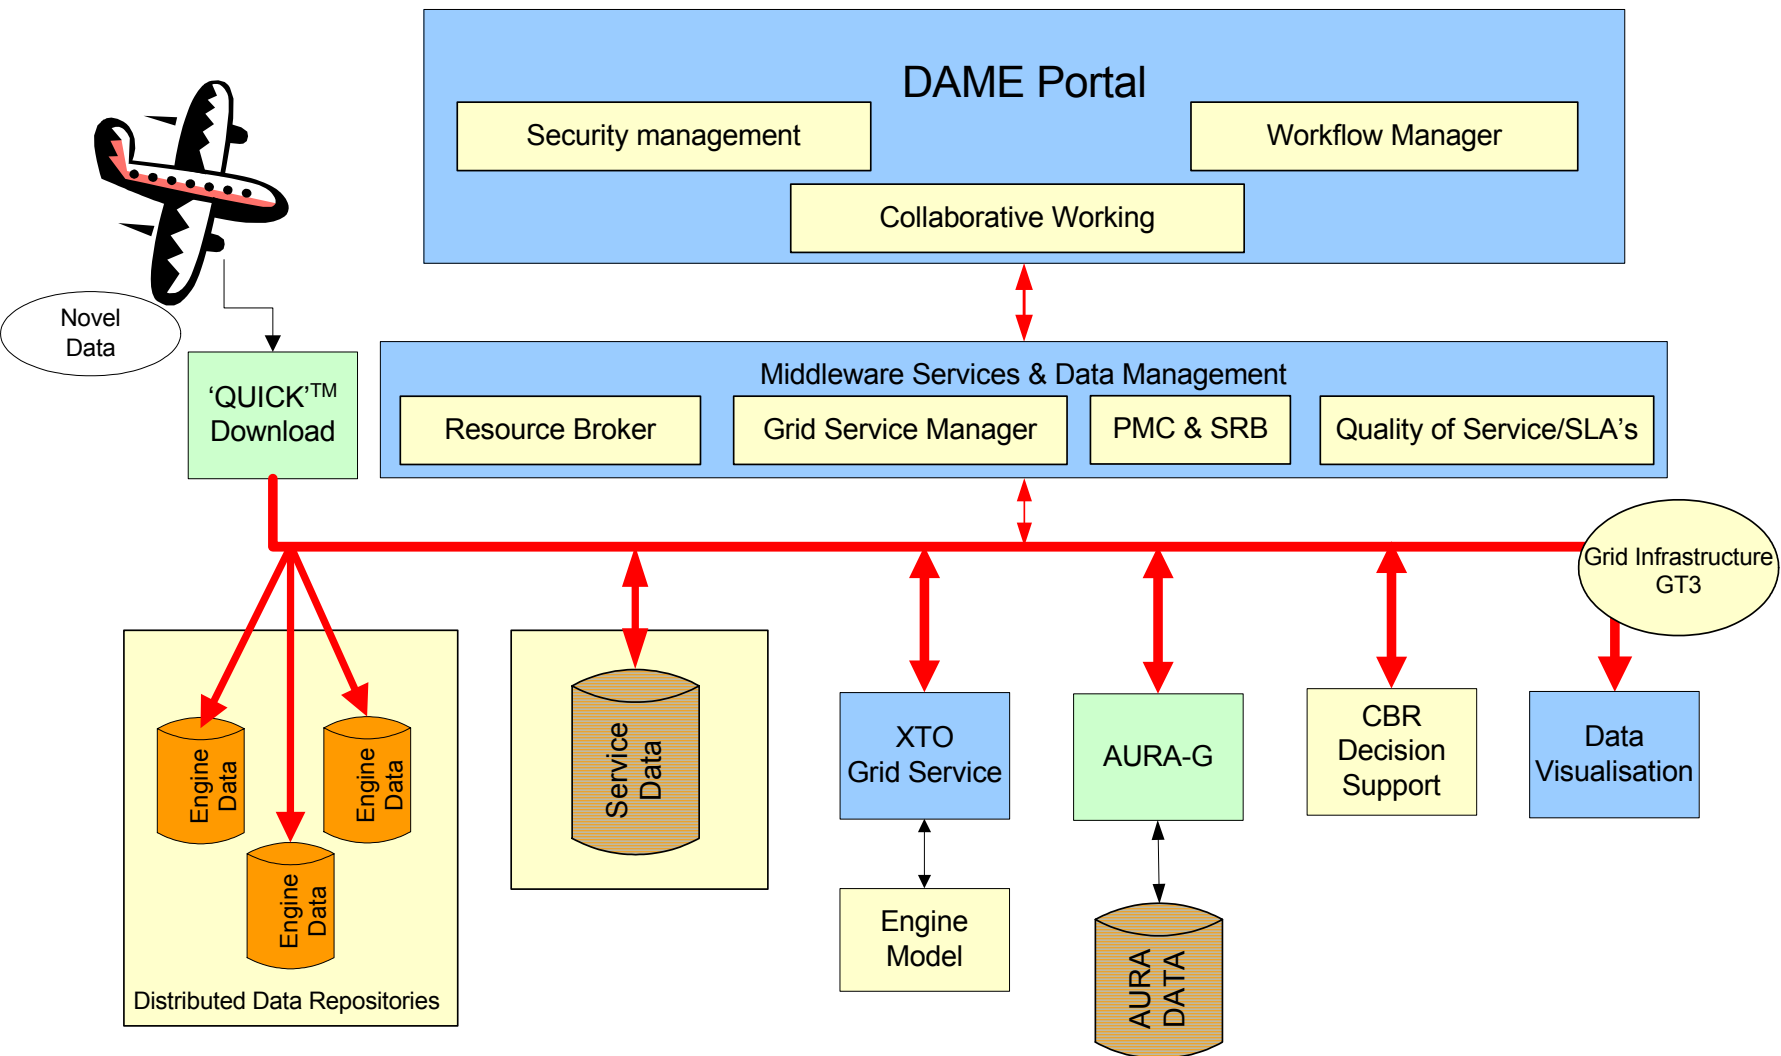 DAME Portal
Security management
Workflow Manager
Collaborative Working
Novel
Data
‘QUICK’TM
Download
Middleware Services & Data Management
Resource Broker
Grid Service Manager
PMC & SRB
Quality of Service/SLA’s
Grid Infrastructure
GT3
Engine
Data
Engine
Data
Engine
Data
Distributed Data Repositories
Service
Data
XTO
Grid Service
Engine
Model
AURA-G
AURA
DATA
CBR
Decision
Support
Data
Visualisation